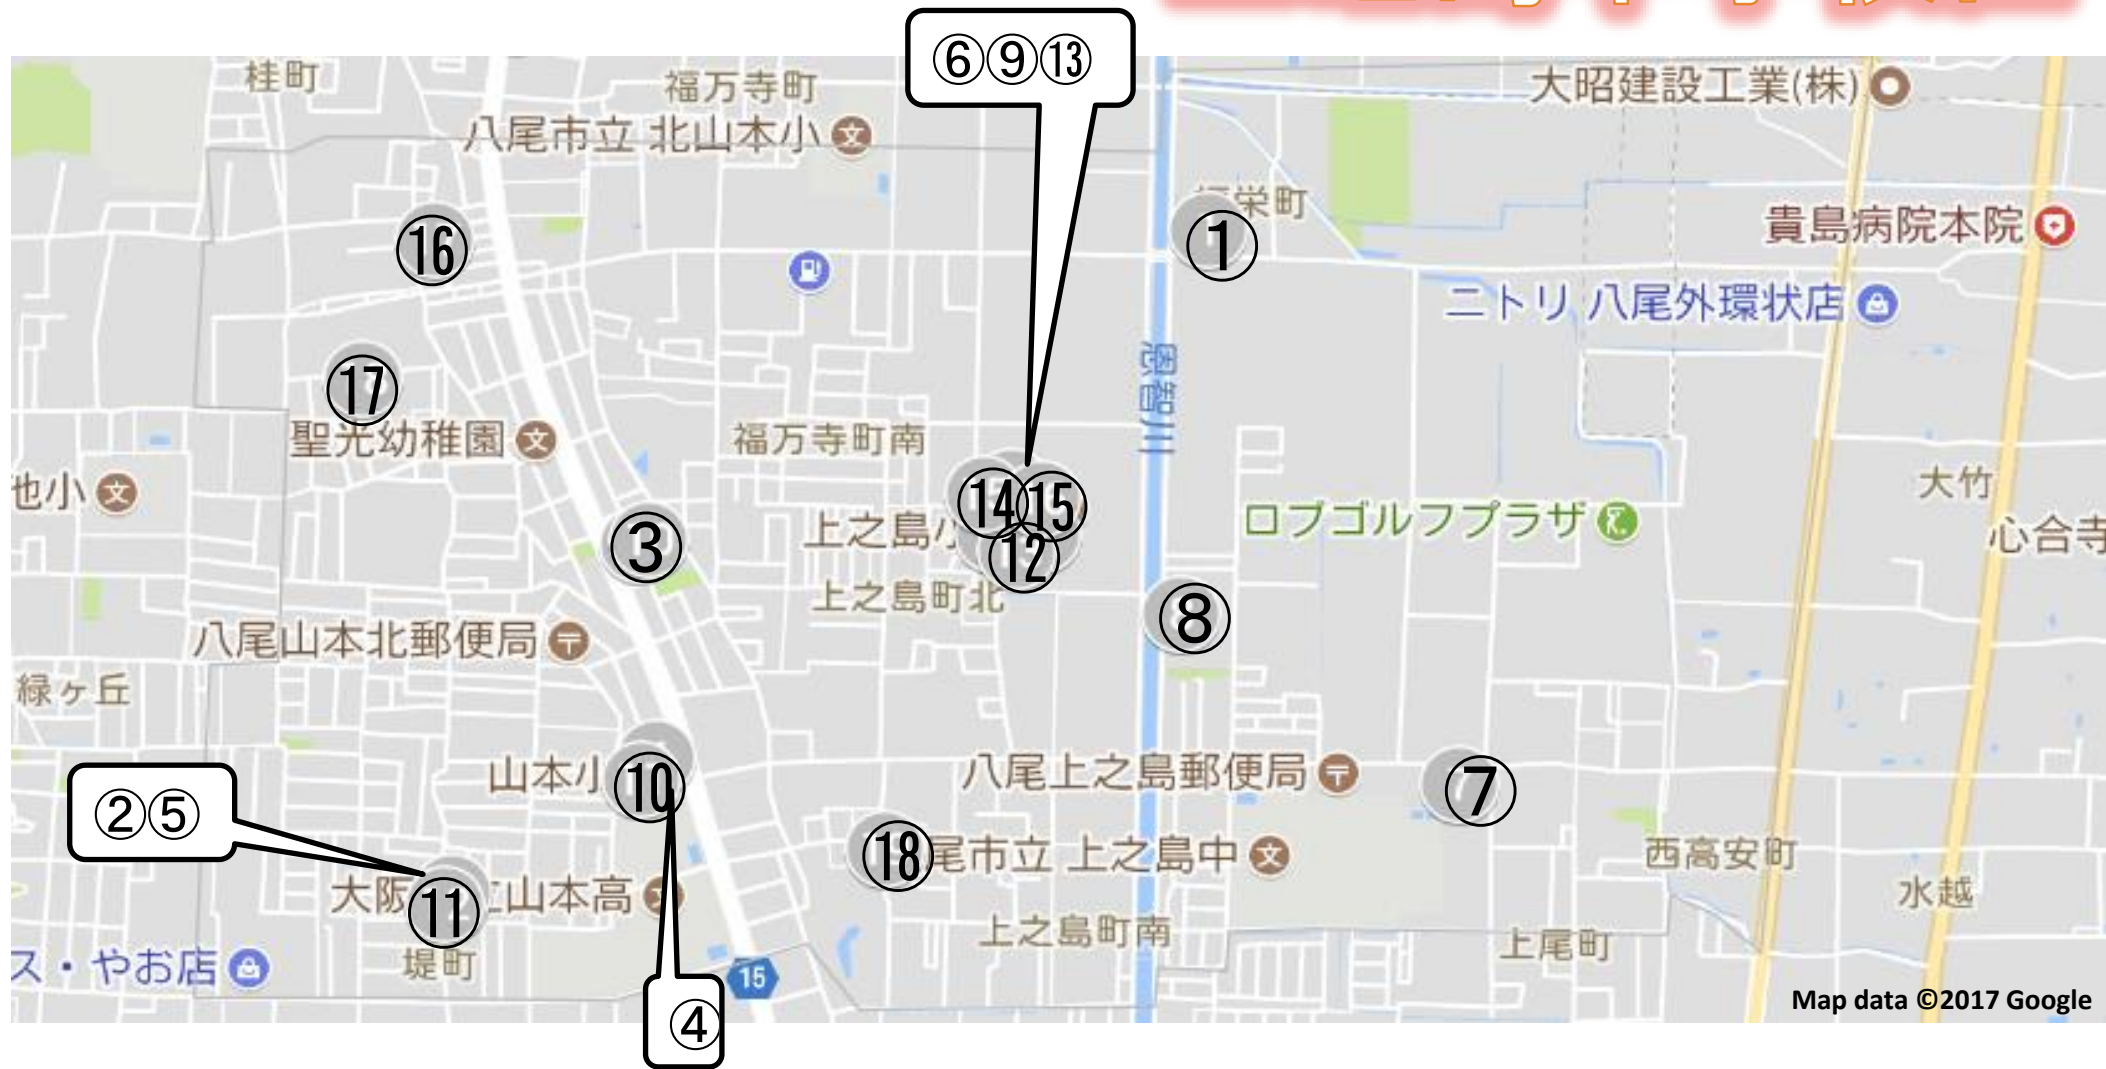 ⑥⑨⑬
桂町
福万寺町
大昭建設工業(株)
八尾市立 北山本小
栄町
①
貴島病院本院
⑯
ニトリ 八尾外環状店
恩智川
⑰
聖光幼稚園
福万寺町南
也小
大竹
⑭
⑮
ロブゴルフプラザ
上之島小
③
心合寺
⑫
上之島町北
⑧
八尾山本北郵便局
緑ヶ丘
山本小
⑩
八尾上之島郵便局
⑦
②⑤
⑱
尾市立 上之島中
西高安町
大阪
立山本高
⑪
水越
上之島町南
上尾町
ス・やお店
堤町
15
Map data ©2017 Google
④